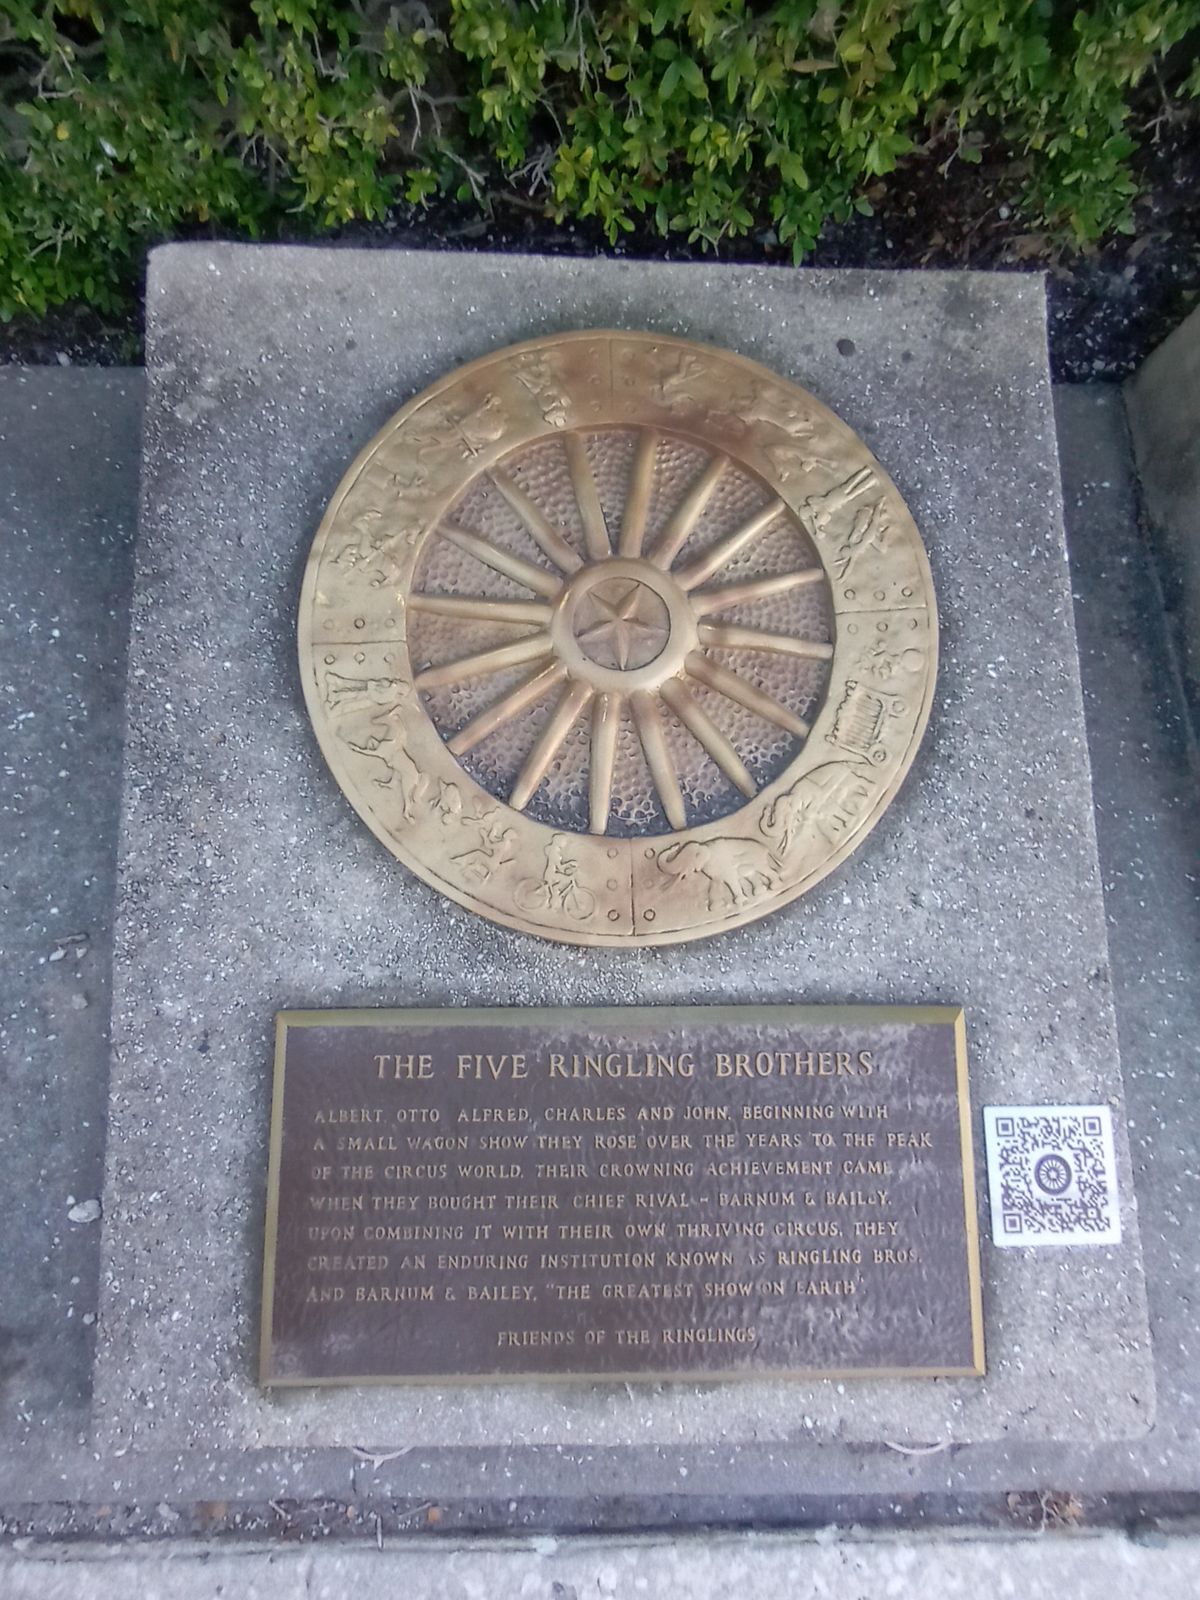 THE FIVE RINGLING BROTHERS
ALBERT OTTO ALFRED, CHARLES AND JOHN, BEGINNING WITH
A SMALL WAGON SHOW THEY ROSE OVER THE YEARS TO THE PEAK
OF THE CIRCUS WORLD. THEIR CROWNING ACHIEVEMENT CAME
WHEN THEY BOUGHT THEIR CHIEF RIVAL - BARNUM & BAILEY.
UPON COMBINING IT WITH THEIR OWN THRIVING CIRCUS, THEY
CREATED AN ENDURING INSTITUTION KNOWN AS RINGLING BROS.
AND BARNUM & BAILEY, "THE GREATEST SHOW ON EARTH".
FRIENDS OF THE RINGLINGS